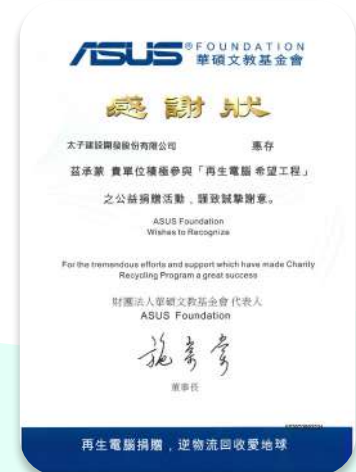 ASUS® FOUNDATION
華碩文教基金會
感謝狀
太子建設開發股份有限公司 惠存
茲承蒙 貴單位積極參與「再生電腦 希望工程」
之公益捐贈活動，謹致誠摯謝意。
ASUS Foundation
Wishes to Recognize
For the tremendous efforts and support which have made Charity
Recycling Program a great success
財團法人華碩文教基金會 代表人
ASUS Foundation
施崇棠
董事長
再生電腦捐贈，逆物流回收愛地球